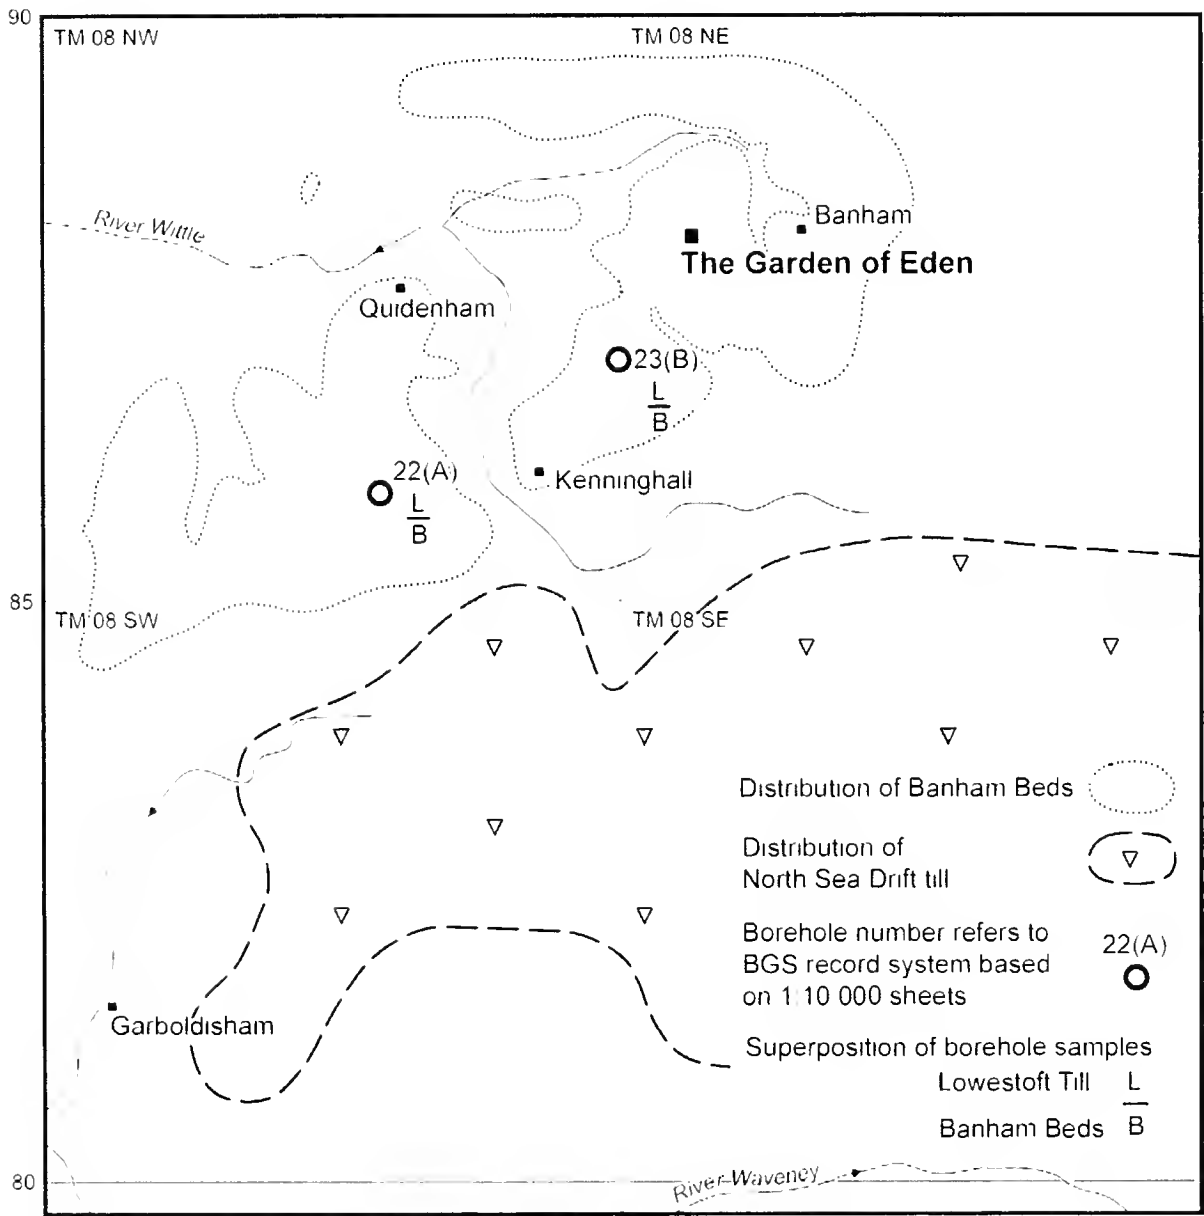 90
TM 08 NW
TM 08 NE
River Wittle
Banham
The Garden of Eden
Quidenham
23(B)
L
B
22(A)
L
B
Kenninghall
85
TM 08 SW
TM 08 SE
Distribution of Banham Beds
Distribution of
North Sea Drift till
Borehole number refers to
BGS record system based
on 1:10 000 sheets
22(A)
Garboldisham
Superposition of borehole samples
Lowestoft Till L
Banham Beds B
80
River Waveney